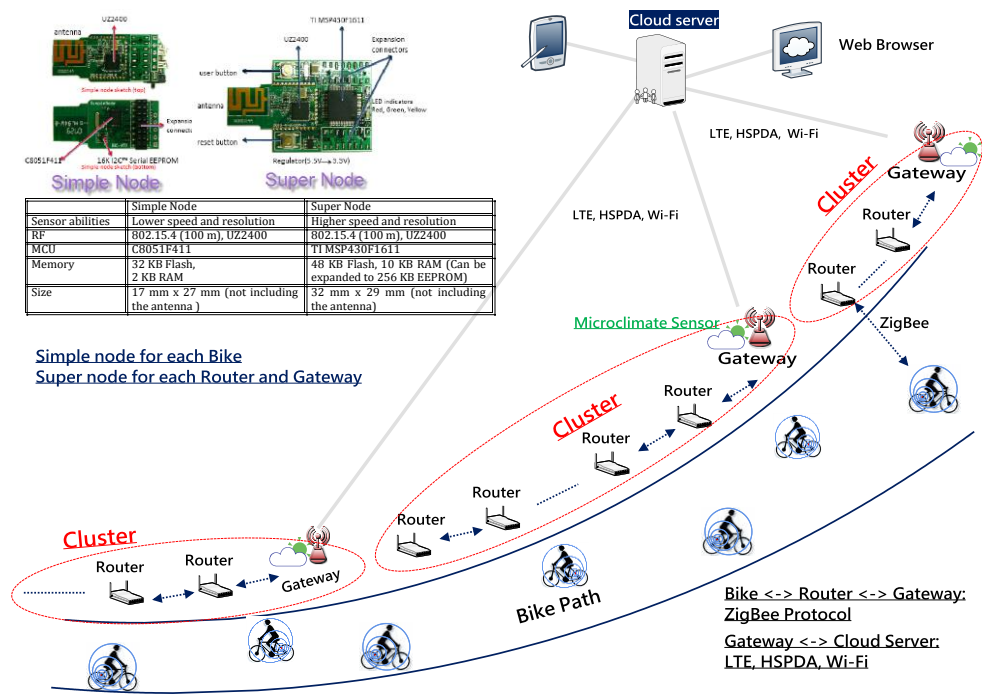 UZ2400
antenna
Simple node sketch (top)
Expansion
connects
C8051F411
16K I2C™ Serial EEPROM
Simple node sketch (bottom)
Simple Node
TI MSP430F1611
UZ2400
Expansion
connectors
user button
antenna
LED indicators
Red, Green, Yellow
reset button
Regulator(5.5V→3.3V)
Super Node
Simple Node
Super Node
Sensor abilities
Lower speed and resolution
Higher speed and resolution
RF
802.15.4 (100 m), UZ2400
802.15.4 (100 m), UZ2400
MCU
C8051F411
TI MSP430F1611
Memory
32 KB Flash,
2 KB RAM
48 KB Flash, 10 KB RAM (Can be
expanded to 256 KB EEPROM)
Size
17 mm x 27 mm (not including
the antenna )
32 mm x 29 mm (not including
the antenna)
Simple node for each Bike
Super node for each Router and Gateway
Cloud server
Web Browser
LTE, HSPDA, Wi-Fi
LTE, HSPDA, Wi-Fi
Cluster
Gateway
Router
Router
ZigBee
Microclimate Sensor
Gateway
Cluster
Router
Router
Router
Router
Cluster
Router
Router
Gateway
Bike Path
Bike <-> Router <-> Gateway:
ZigBee Protocol
Gateway <-> Cloud Server:
LTE, HSPDA, Wi-Fi